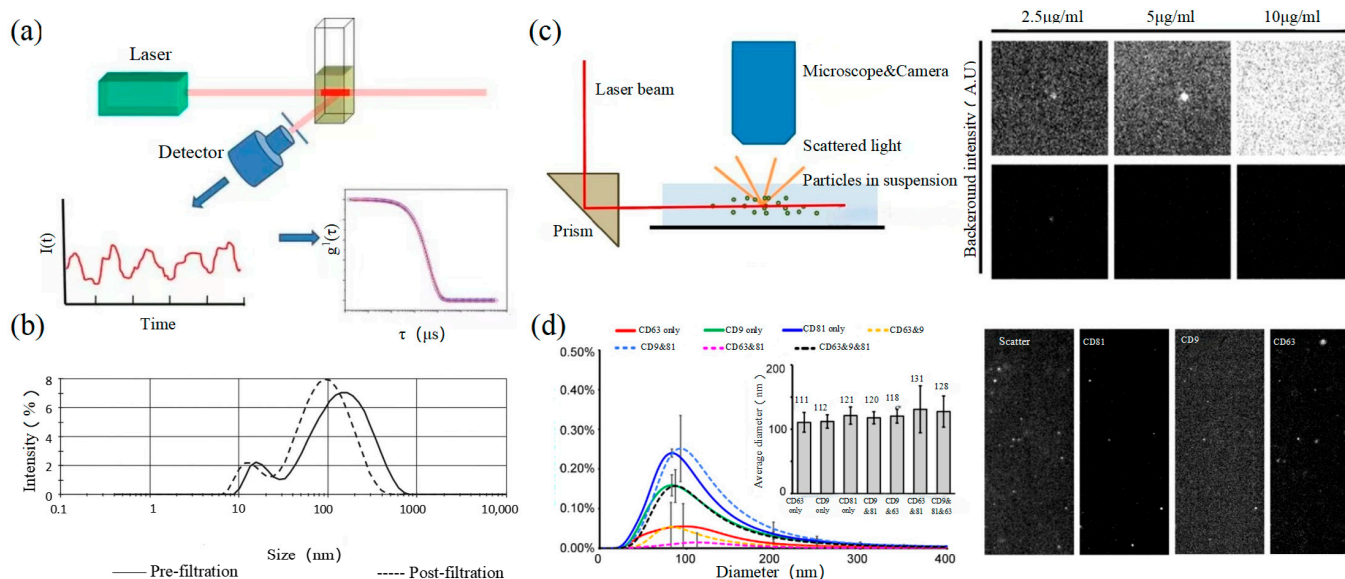 (a)
Laser
Detector
I(t)
Time
g¹(τ)
τ (μs)
(b)
Intensity ( % )
8
6
4
2
0
0.1
1
10
100
1000
10,000
Size (nm)
Pre-filtration
Post-filtration
(c)
Laser beam
Microscope&Camera
Scattered light
Particles in suspension
Prism
2.5μg/ml
5μg/ml
10μg/ml
Background intensity ( A.U )
(d)
CD63 only
CD9 only
CD81 only
CD63&9
CD9&81
CD63&81
CD63&9&81
0.50%
0.40%
0.30%
0.20%
0.10%
0.00%
0
100
200
300
400
Diameter (nm)
Average diameter ( nm )
200
100
0
111
112
121
120
118
131
128
CD63 only
CD9 only
CD81 only
CD9 &81
CD9 &63
CD63 &81
CD9& 81&63
Scatter
CD81
CD9
CD63